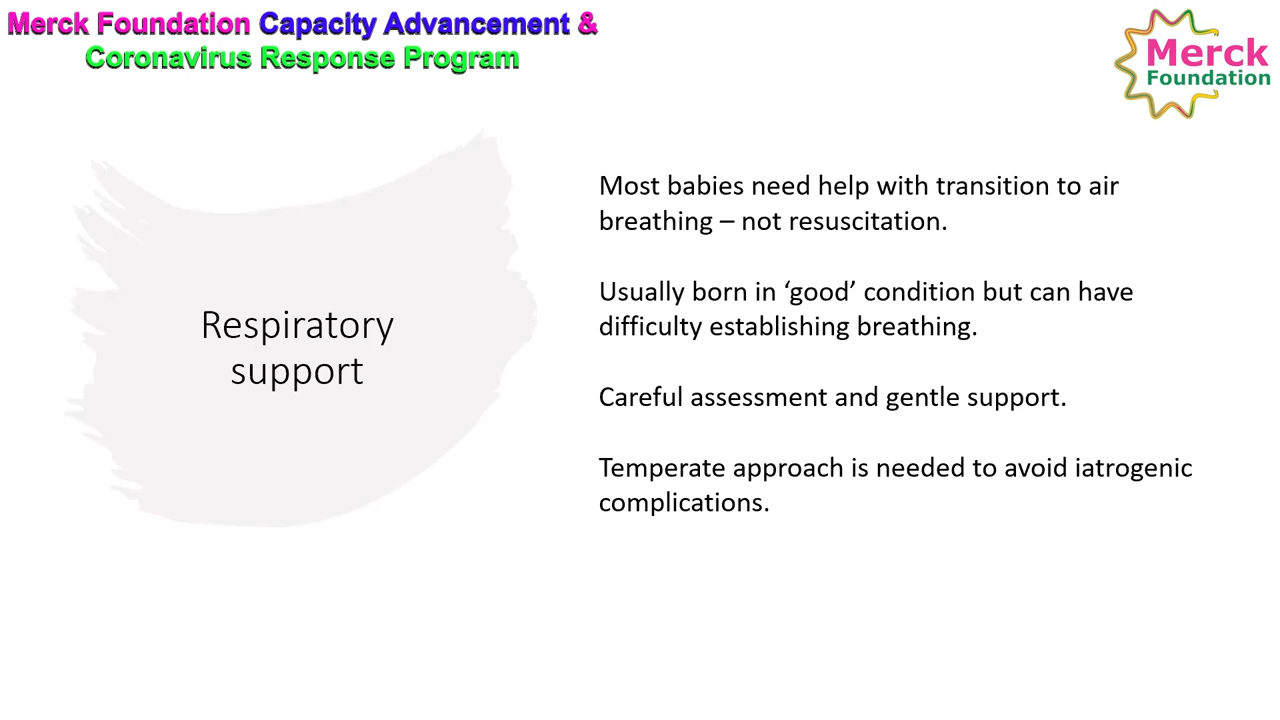 Merck Foundation Capacity Advancement &
Coronavirus Response Program
Merck
Foundation
Respiratory
support
Most babies need help with transition to air
breathing – not resuscitation.
Usually born in ‘good’ condition but can have
difficulty establishing breathing.
Careful assessment and gentle support.
Temperate approach is needed to avoid iatrogenic
complications.